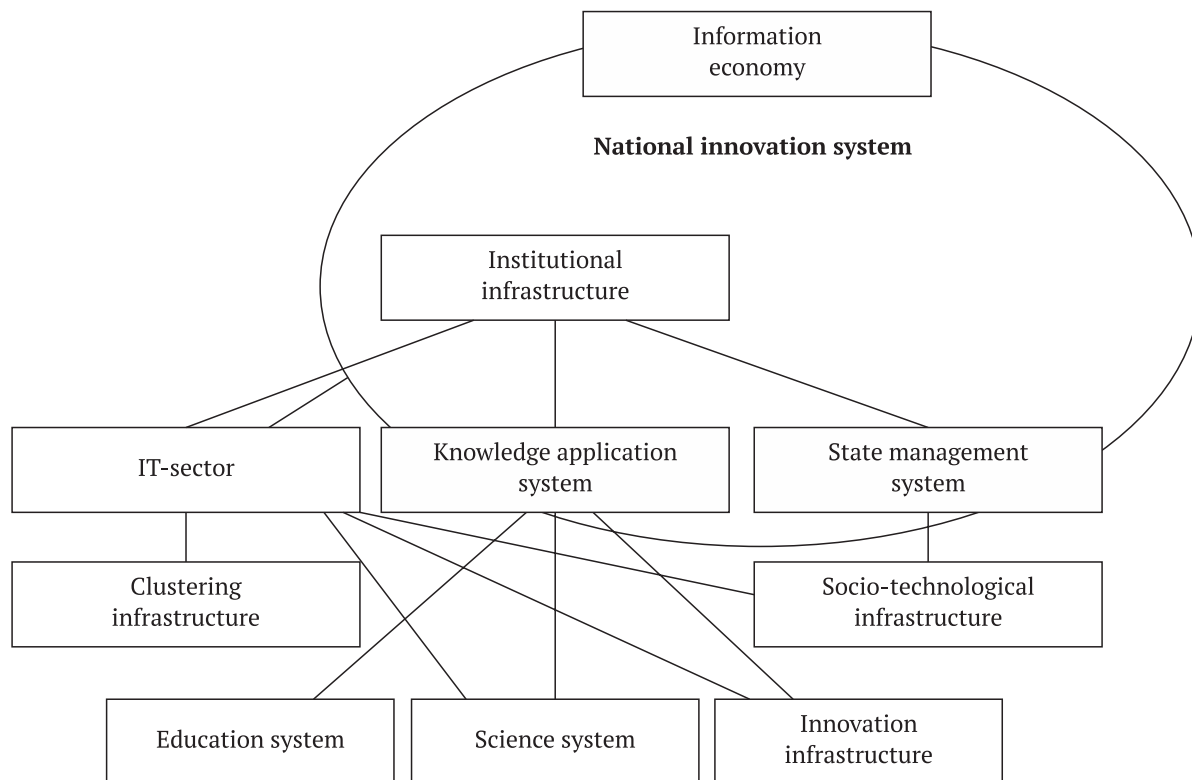 Information
economy
National innovation system
Institutional
infrastructure
IT-sector
Knowledge application
system
State management
system
Clustering
infrastructure
Socio-technological
infrastructure
Education system
Science system
Innovation
infrastructure